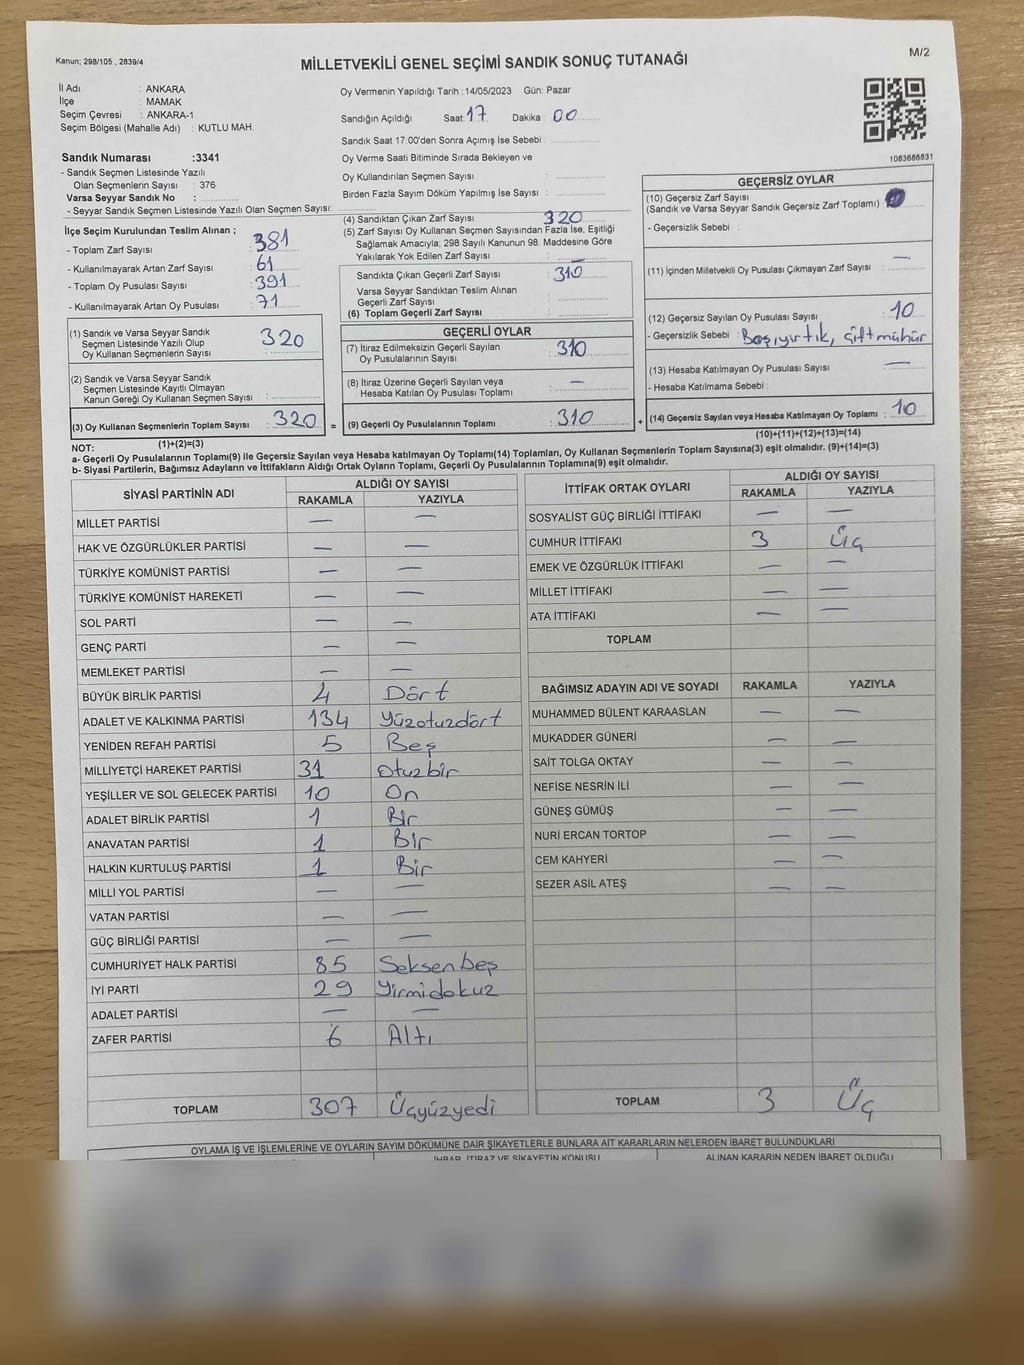 Kanun; 298/105 , 2839/4
MİLLETVEKİLİ GENEL SEÇİMİ SANDIK SONUÇ TUTANAĞI
M/2
İl Adı : ANKARA
İlçe : MAMAK
Seçim Çevresi : ANKARA-1
Seçim Bölgesi (Mahalle Adı) : KUTLU MAH.
Sandık Numarası :3341
- Sandık Seçmen Listesinde Yazılı
Olan Seçmenlerin Sayısı : 376
Varsa Seyyar Sandık No :
- Seyyar Sandık Seçmen Listesinde Yazılı Olan Seçmen Sayısı:
Oy Vermenin Yapıldığı Tarih :14/05/2023 Gün: Pazar
Sandığın Açıldığı Saat: 17 Dakika : 00
Sandık Saat 17:00'den Sonra Açımış İse Sebebi :
Oy Verme Saati Bitiminde Sırada Bekleyen ve
Oy Kullandırılan Seçmen Sayısı :
Birden Fazla Sayım Döküm Yapılmış İse Sayısı :
1083688831
İlçe Seçim Kurulundan Teslim Alınan ;
- Toplam Zarf Sayısı : 381
- Kullanılmayarak Artan Zarf Sayısı : 61
- Toplam Oy Pusulası Sayısı : 391
- Kullanılmayarak Artan Oy Pusulası : 71
(1) Sandık ve Varsa Seyyar Sandık
Seçmen Listesinde Yazılı Olup
Oy Kullanan Seçmenlerin Sayısı : 320
(2) Sandık ve Varsa Seyyar Sandık
Seçmen Listesinde Kayıtlı Olmayan
Kanun Gereği Oy Kullanan Seçmen Sayısı :
(3) Oy Kullanan Seçmenlerin Toplam Sayısı : 320 =
(1)+(2)=(3)
(4) Sandıktan Çıkan Zarf Sayısı : 320
(5) Zarf Sayısı Oy Kullanan Seçmen Sayısından Fazla İse, Eşitliği
Sağlamak Amacıyla; 298 Sayılı Kanunun 98. Maddesine Göre
Yakılarak Yok Edilen Zarf Sayısı : —
Sandıkta Çıkan Geçerli Zarf Sayısı : 310
Varsa Seyyar Sandıktan Teslim Alınan
Geçerli Zarf Sayısı :
(6) Toplam Geçerli Zarf Sayısı :
GEÇERLİ OYLAR
(7) İtiraz Edilmeksizin Geçerli Sayılan
Oy Pusulalarının Sayısı : 310
(8) İtiraz Üzerine Geçerli Sayılan veya
Hesaba Katılan Oy Pusulası Toplamı : —
(9) Geçerli Oy Pusulalarının Toplamı : 310 +
GEÇERSİZ OYLAR
(10) Geçersiz Zarf Sayısı
(Sandık ve Varsa Seyyar Sandık Geçersiz Zarf Toplamı) :
- Geçersizlik Sebebi :
(11) İçinden Milletvekili Oy Pusulası Çıkmayan Zarf Sayısı : —
(12) Geçersiz Sayılan Oy Pusulası Sayısı : 10
- Geçersizlik Sebebi : Boş,yırtık, çift mühür
(13) Hesaba Katılmayan Oy Pusulası Sayısı : —
- Hesaba Katılmama Sebebi :
(14) Geçersiz Sayılan veya Hesaba Katılmayan Oy Toplamı : 10
(10)+(11)+(12)+(13)=(14)
NOT:
a- Geçerli Oy Pusulalarının Toplamı(9) ile Geçersiz Sayılan veya Hesaba katılmayan Oy Toplamı(14) Toplamları, Oy Kullanan Seçmenlerin Toplam Sayısına(3) eşit olmalıdır. (9)+(14)=(3)
b- Siyasi Partilerin, Bağımsız Adayların ve İttifakların Aldığı Ortak Oyların Toplamı, Geçerli Oy Pusulalarının Toplamına(9) eşit olmalıdır.
SİYASİ PARTİNİN ADI ALDIĞI OY SAYISI
RAKAMLA YAZIYLA
MİLLET PARTİSİ — —
HAK VE ÖZGÜRLÜKLER PARTİSİ — —
TÜRKİYE KOMÜNİST PARTİSİ — —
TÜRKİYE KOMÜNİST HAREKETİ — —
SOL PARTİ — —
GENÇ PARTİ — —
MEMLEKET PARTİSİ — —
BÜYÜK BİRLİK PARTİSİ 4 Dört
ADALET VE KALKINMA PARTİSİ 134 Yüzotuzdört
YENİDEN REFAH PARTİSİ 5 Beş
MİLLİYETÇİ HAREKET PARTİSİ 31 Otuzbir
YEŞİLLER VE SOL GELECEK PARTİSİ 10 On
ADALET BİRLİK PARTİSİ 1 Bir
ANAVATAN PARTİSİ 1 Bir
HALKIN KURTULUŞ PARTİSİ 1 Bir
MİLLİ YOL PARTİSİ — —
VATAN PARTİSİ — —
GÜÇ BİRLİĞİ PARTİSİ — —
CUMHURİYET HALK PARTİSİ 85 Seksenbeş
İYİ PARTİ 29 Yirmidokuz
ADALET PARTİSİ — —
ZAFER PARTİSİ 6 Altı
TOPLAM 307 Üçyüzyedi
İTTİFAK ORTAK OYLARI ALDIĞI OY SAYISI
RAKAMLA YAZIYLA
SOSYALİST GÜÇ BİRLİĞİ İTTİFAKI — —
CUMHUR İTTİFAKI 3 Üç
EMEK VE ÖZGÜRLÜK İTTİFAKI — —
MİLLET İTTİFAKI — —
ATA İTTİFAKI — —
TOPLAM
BAĞIMSIZ ADAYIN ADI VE SOYADI RAKAMLA YAZIYLA
MUHAMMED BÜLENT KARAASLAN — —
MUKADDER GÜNERİ — —
SAİT TOLGA OKTAY — —
NEFİSE NESRİN İLİ — —
GÜNEŞ GÜMÜŞ — —
NURİ ERCAN TORTOP — —
CEM KAHYERİ — —
SEZER ASİL ATEŞ — —
TOPLAM 3 Üç
OYLAMA İŞ VE İŞLEMLERİNE VE OYLARIN SAYIM DÖKÜMÜNE DAİR ŞİKAYETLERLE BUNLARA AİT KARARLARIN NELERDEN İBARET BULUNDUKLARI
İHBAR, İTİRAZ VE ŞİKAYETİN KONUSU ALINAN KARARIN NEDEN İBARET OLDUĞU